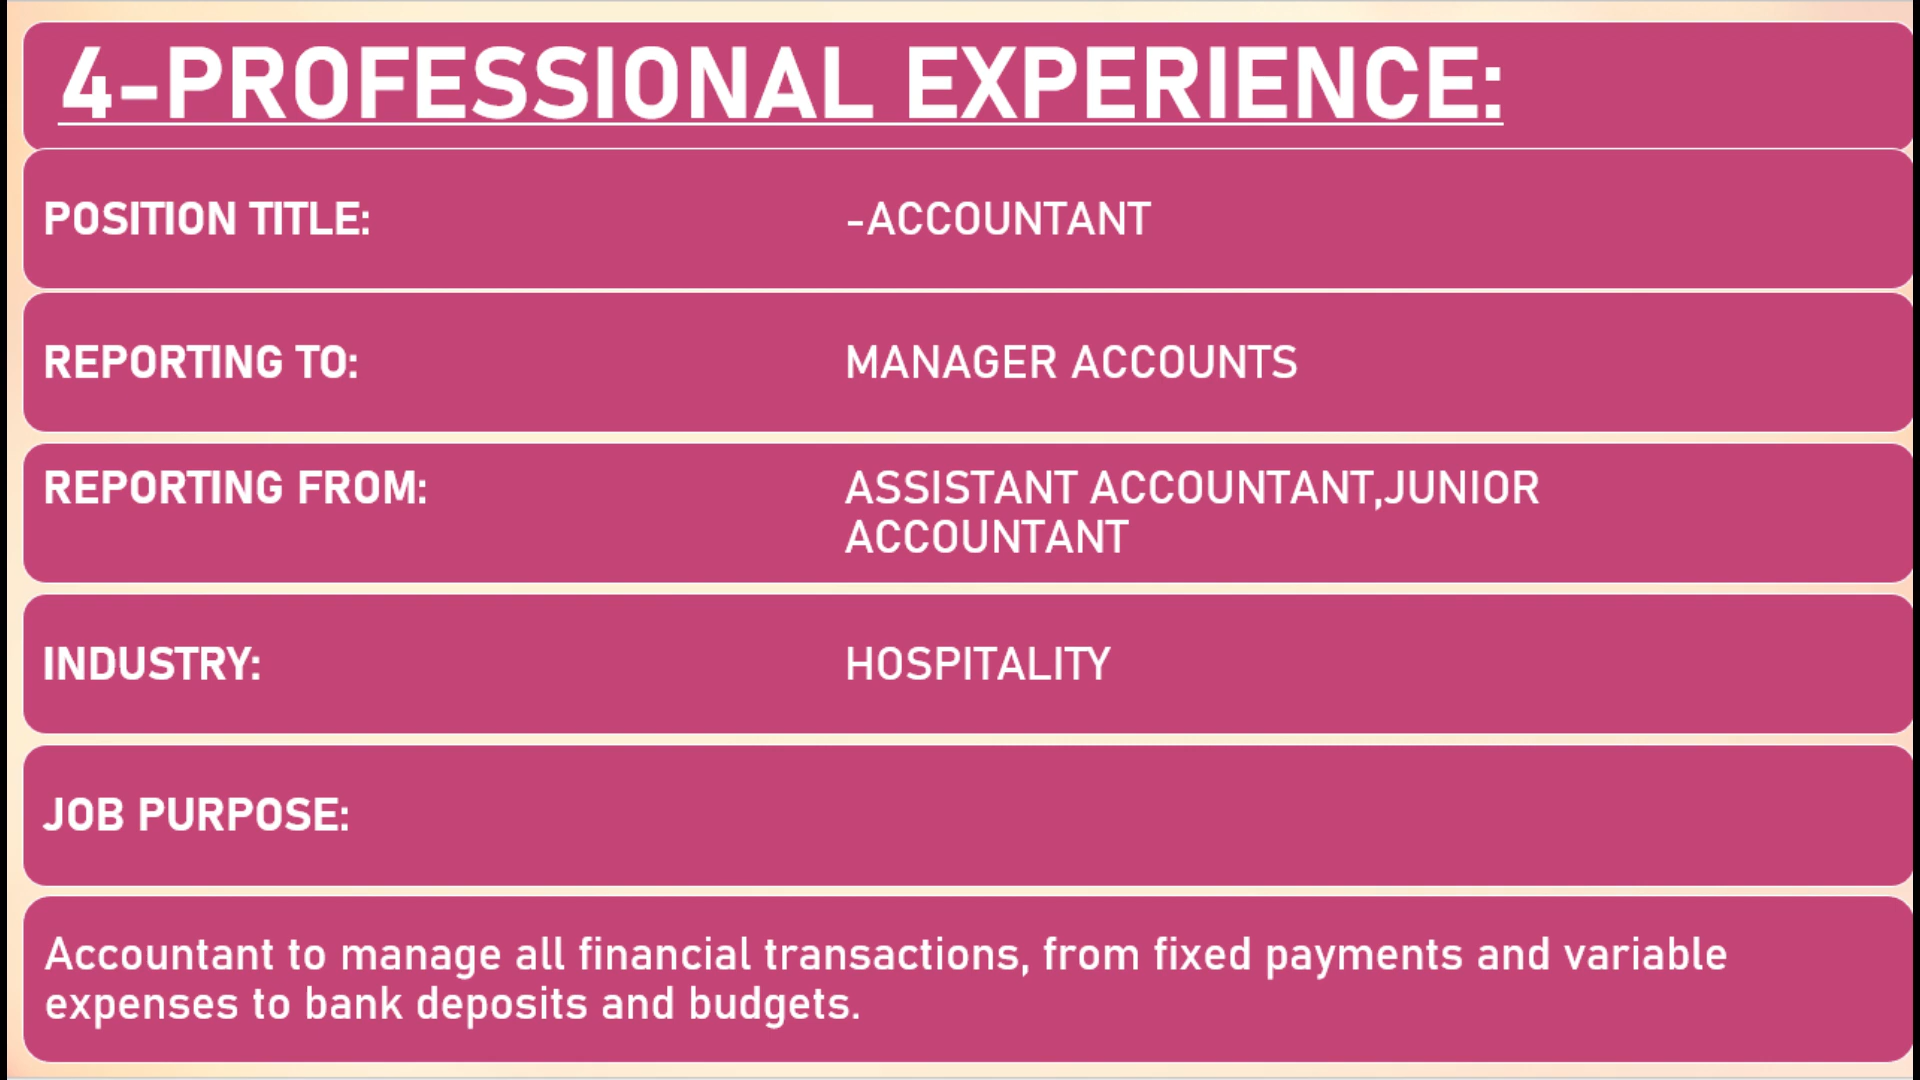 4-PROFESSIONAL EXPERIENCE:
POSITION TITLE: -ACCOUNTANT
REPORTING TO: MANAGER ACCOUNTS
REPORTING FROM: ASSISTANT ACCOUNTANT,JUNIOR
ACCOUNTANT
INDUSTRY: HOSPITALITY
JOB PURPOSE:
Accountant to manage all financial transactions, from fixed payments and variable
expenses to bank deposits and budgets.